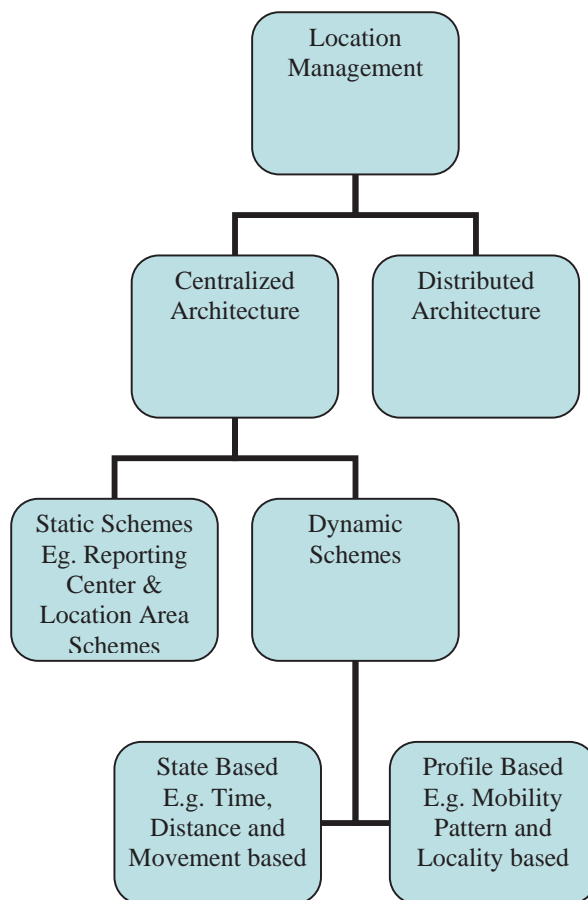 Location
Management
Centralized
Architecture
Distributed
Architecture
Static Schemes
Eg. Reporting
Center &
Location Area
Schemes
Dynamic
Schemes
State Based
E.g. Time,
Distance and
Movement based
Profile Based
E.g. Mobility
Pattern and
Locality based